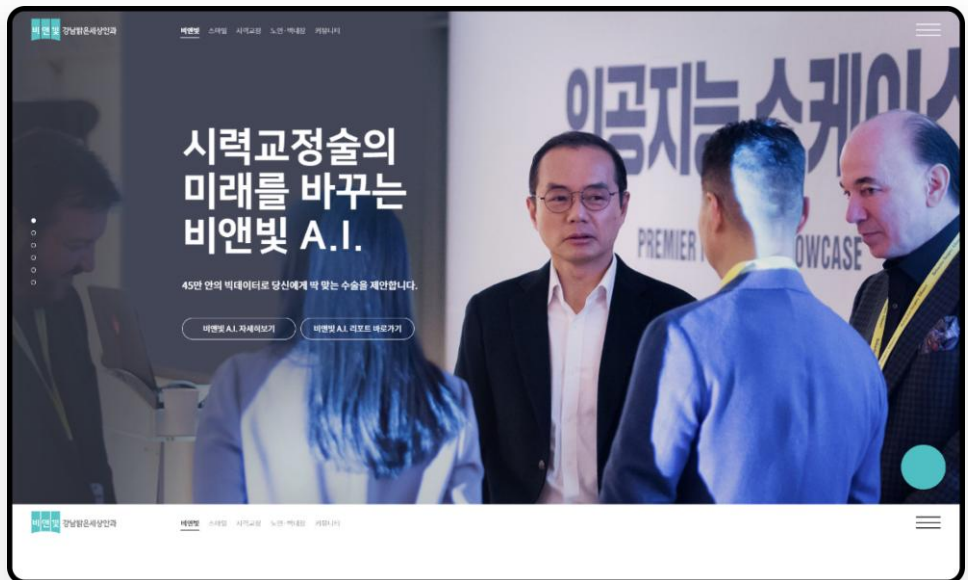 비앤빛 강남밝은세상안과
비앤빛 스마일 시력교정 노안·백내장 커뮤니티
인공지능 쇼케이스
PREMIER
OWCASE
시력교정술의
미래를 바꾸는
비앤빛 A.I.
45만 안의 빅데이터로 당신에게 딱 맞는 수술을 제안합니다.
비앤빛 A.I. 자세히보기 비앤빛 A.I. 리포트 바로가기
비앤빛 강남밝은세상안과
비앤빛 스마일 시력교정 노안·백내장 커뮤니티